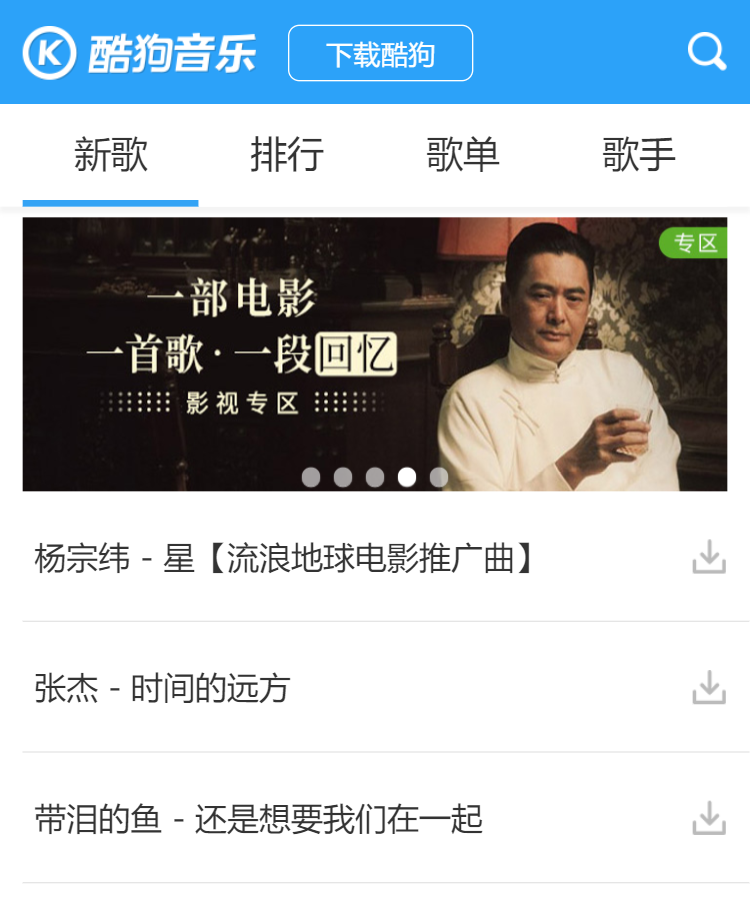 酷狗音乐
下载酷狗
新歌
排行
歌单
歌手
专区
一部电影
一首歌·一段回忆
影视专区
杨宗纬 - 星【流浪地球电影推广曲】
张杰 - 时间的远方
带泪的鱼 - 还是想要我们在一起